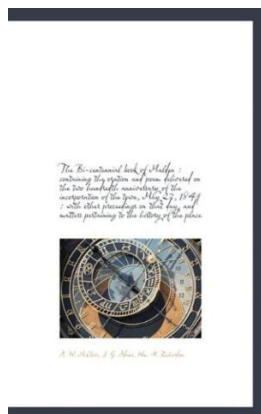 The Bi-centennial book of Malden :
containing the oration and poem delivered on
the two hundredth anniversary of the
incorporation of the town, May 23, 1849
: with other proceedings on that day, and
matters pertaining to the history of the place